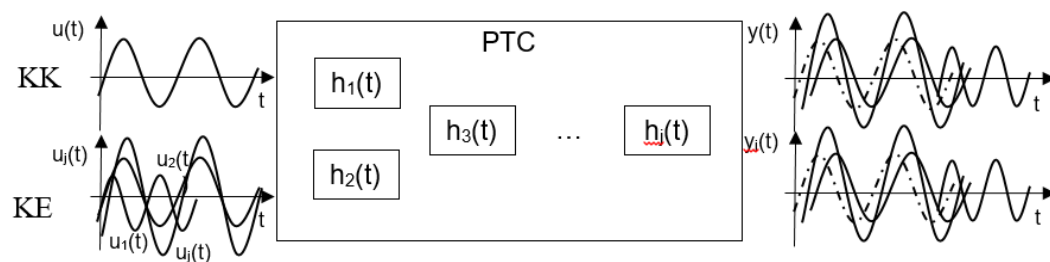 u(t)
PTC
y(t)
KK
t
h₁(t)
t
h₃(t)
...
hⱼ(t)
uⱼ(t)
u₂(t
yⱼ(t)
h₂(t)
KE
t
t
u₁(t)
uⱼ(t)